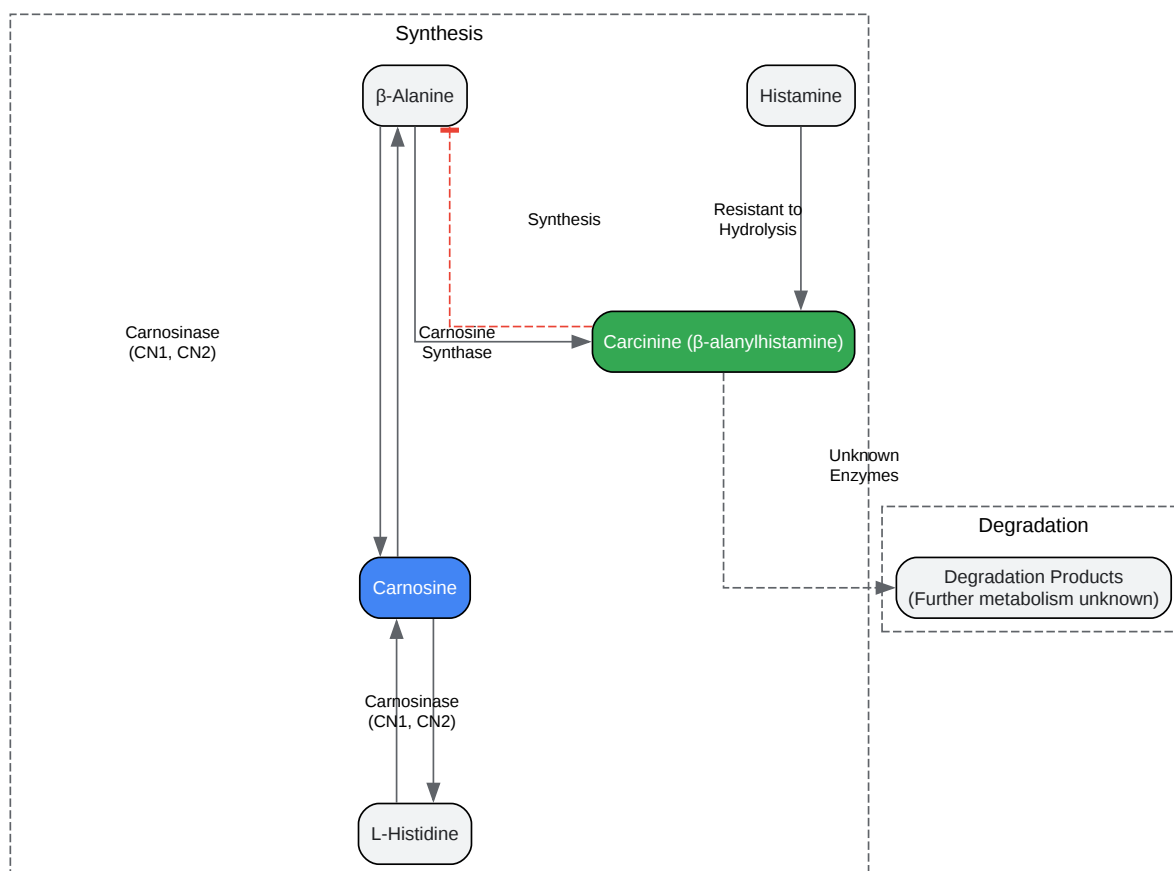 Synthesis
β-Alanine
Histamine
Synthesis
Resistant to
Hydrolysis
Carnosinase
(CN1, CN2)
Carnosine
Synthase
Carcinine (β-alanylhistamine)
Unknown
Enzymes
Degradation
Carnosine
Degradation Products
(Further metabolism unknown)
Carnosinase
(CN1, CN2)
L-Histidine